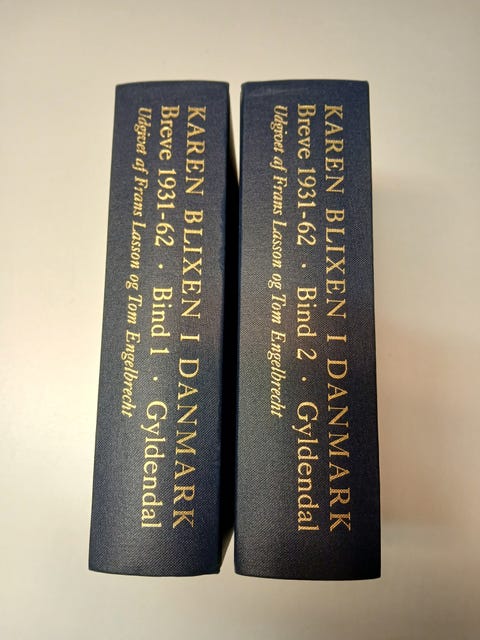 KAREN BLIXEN I DANMARK
Breve 1931-62 · Bind 1 · Gyldendal
Udgivet af Frans Lasson og Tom Engelbrecht
KAREN BLIXEN I DANMARK
Breve 1931-62 · Bind 2 · Gyldendal
Udgivet af Frans Lasson og Tom Engelbrecht